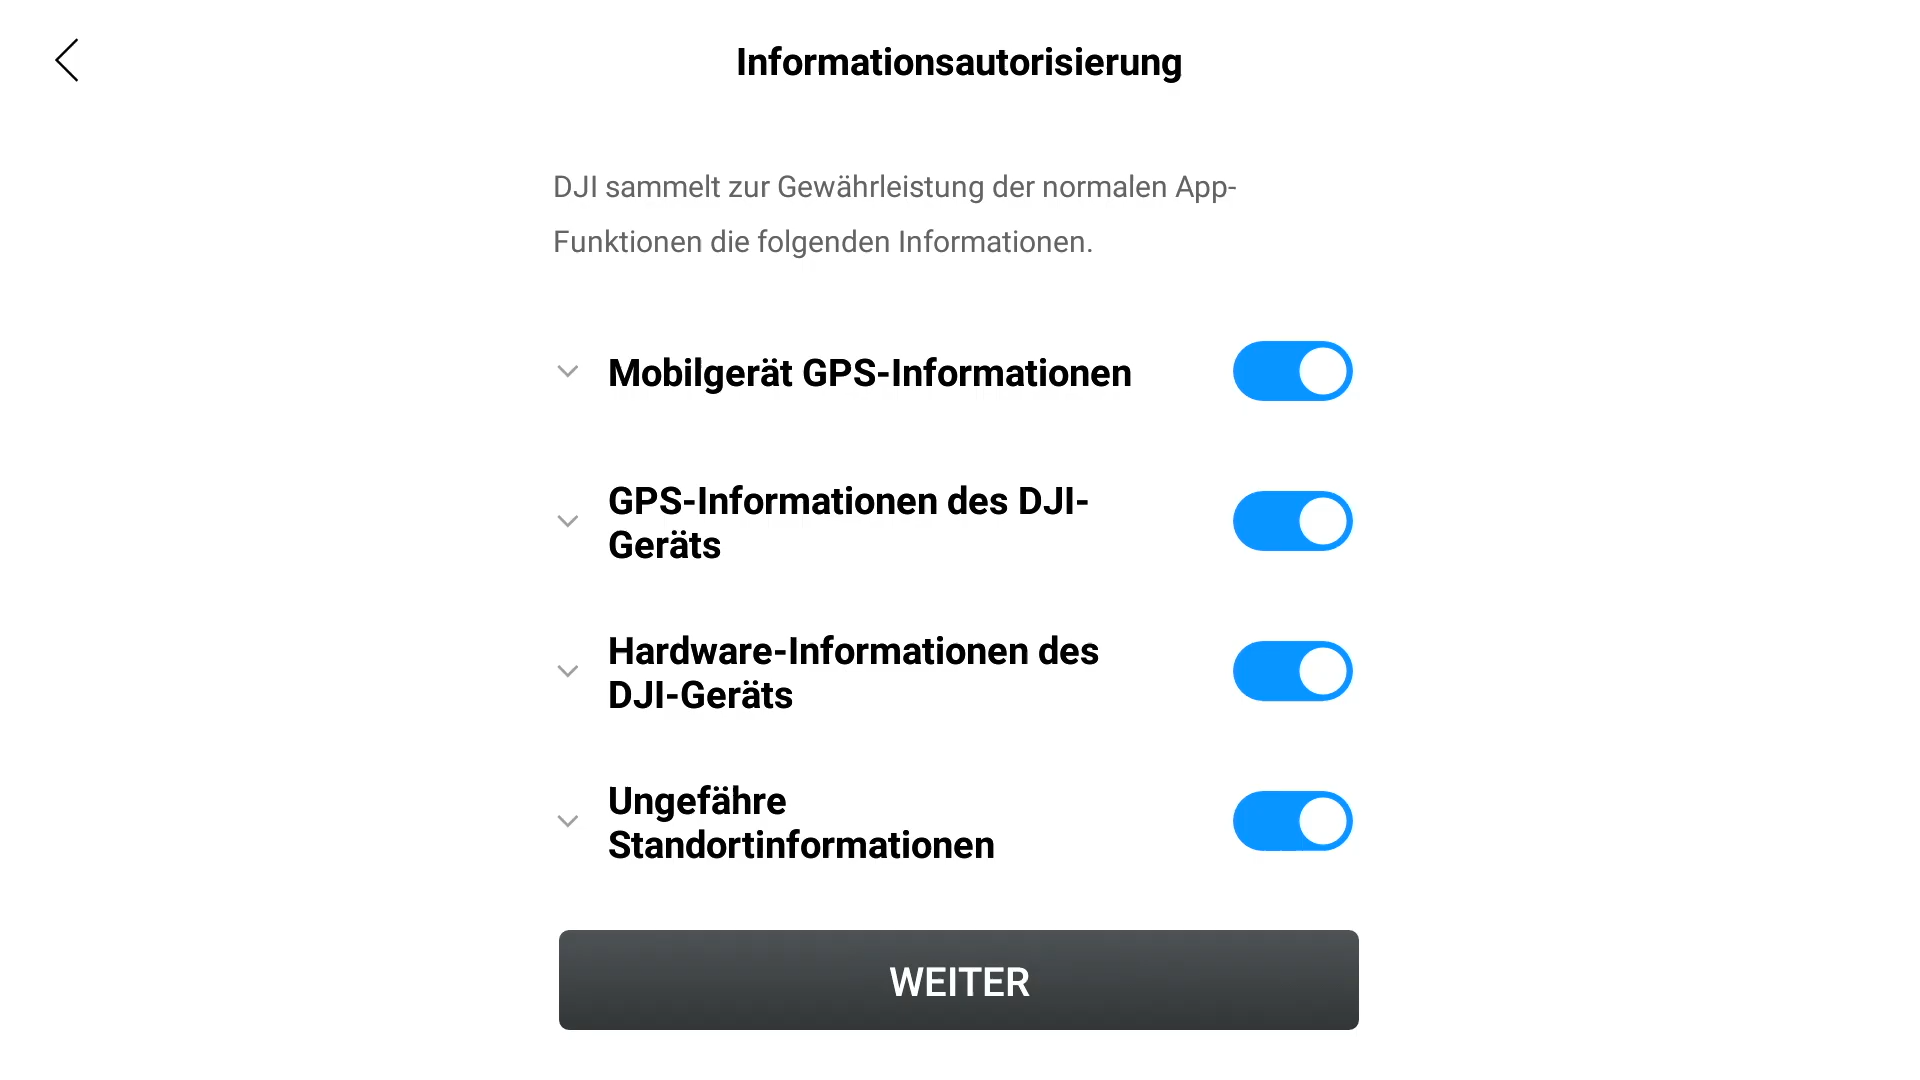 Informationsautorisierung
DJI sammelt zur Gewährleistung der normalen App-
Funktionen die folgenden Informationen.
Mobilgerät GPS-Informationen
GPS-Informationen des DJI-
Geräts
Hardware-Informationen des
DJI-Geräts
Ungefähre
Standortinformationen
WEITER